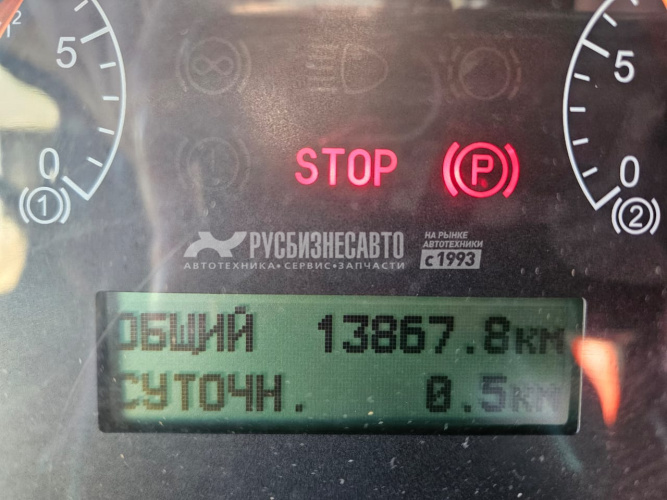 5
5
0
0
1
2
STOP
P
РУСБИЗНЕСАВТО
АВТОТЕХНИКА•СЕРВИС•ЗАПЧАСТИ
НА РЫНКЕ
АВТОТЕХНИКИ
с 1993
ОБЩИЙ 13867.8км
СУТОЧН. 0.5км